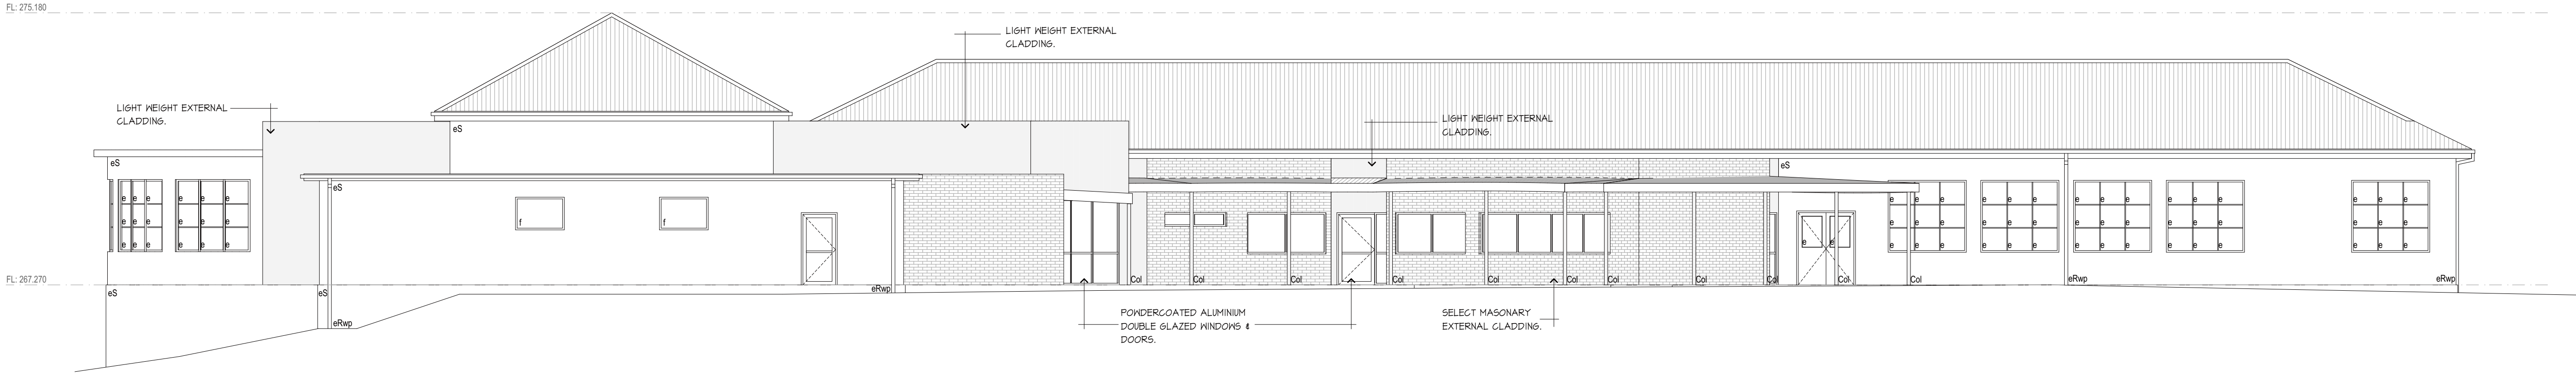 FL: 275.180
LIGHT WEIGHT EXTERNAL
CLADDING.
LIGHT WEIGHT EXTERNAL
CLADDING.
LIGHT WEIGHT EXTERNAL
CLADDING.
eS
eS
eS
eS
e e e e e e
e e e e e e
e e e e e e
f
f
e e
e e e e e e e e e e e e e e e
e e e e e e e e e e e e e e e
e e e e e e e e e e e e e e e
FL: 267.270
Col Col Col Col Col Col Col Col Col Col Col
eRwp eRwp eRwp
eS eS
eRwp
POWDERCOATED ALUMINIUM
DOUBLE GLAZED WINDOWS &
DOORS.
SELECT MASONARY
EXTERNAL CLADDING.